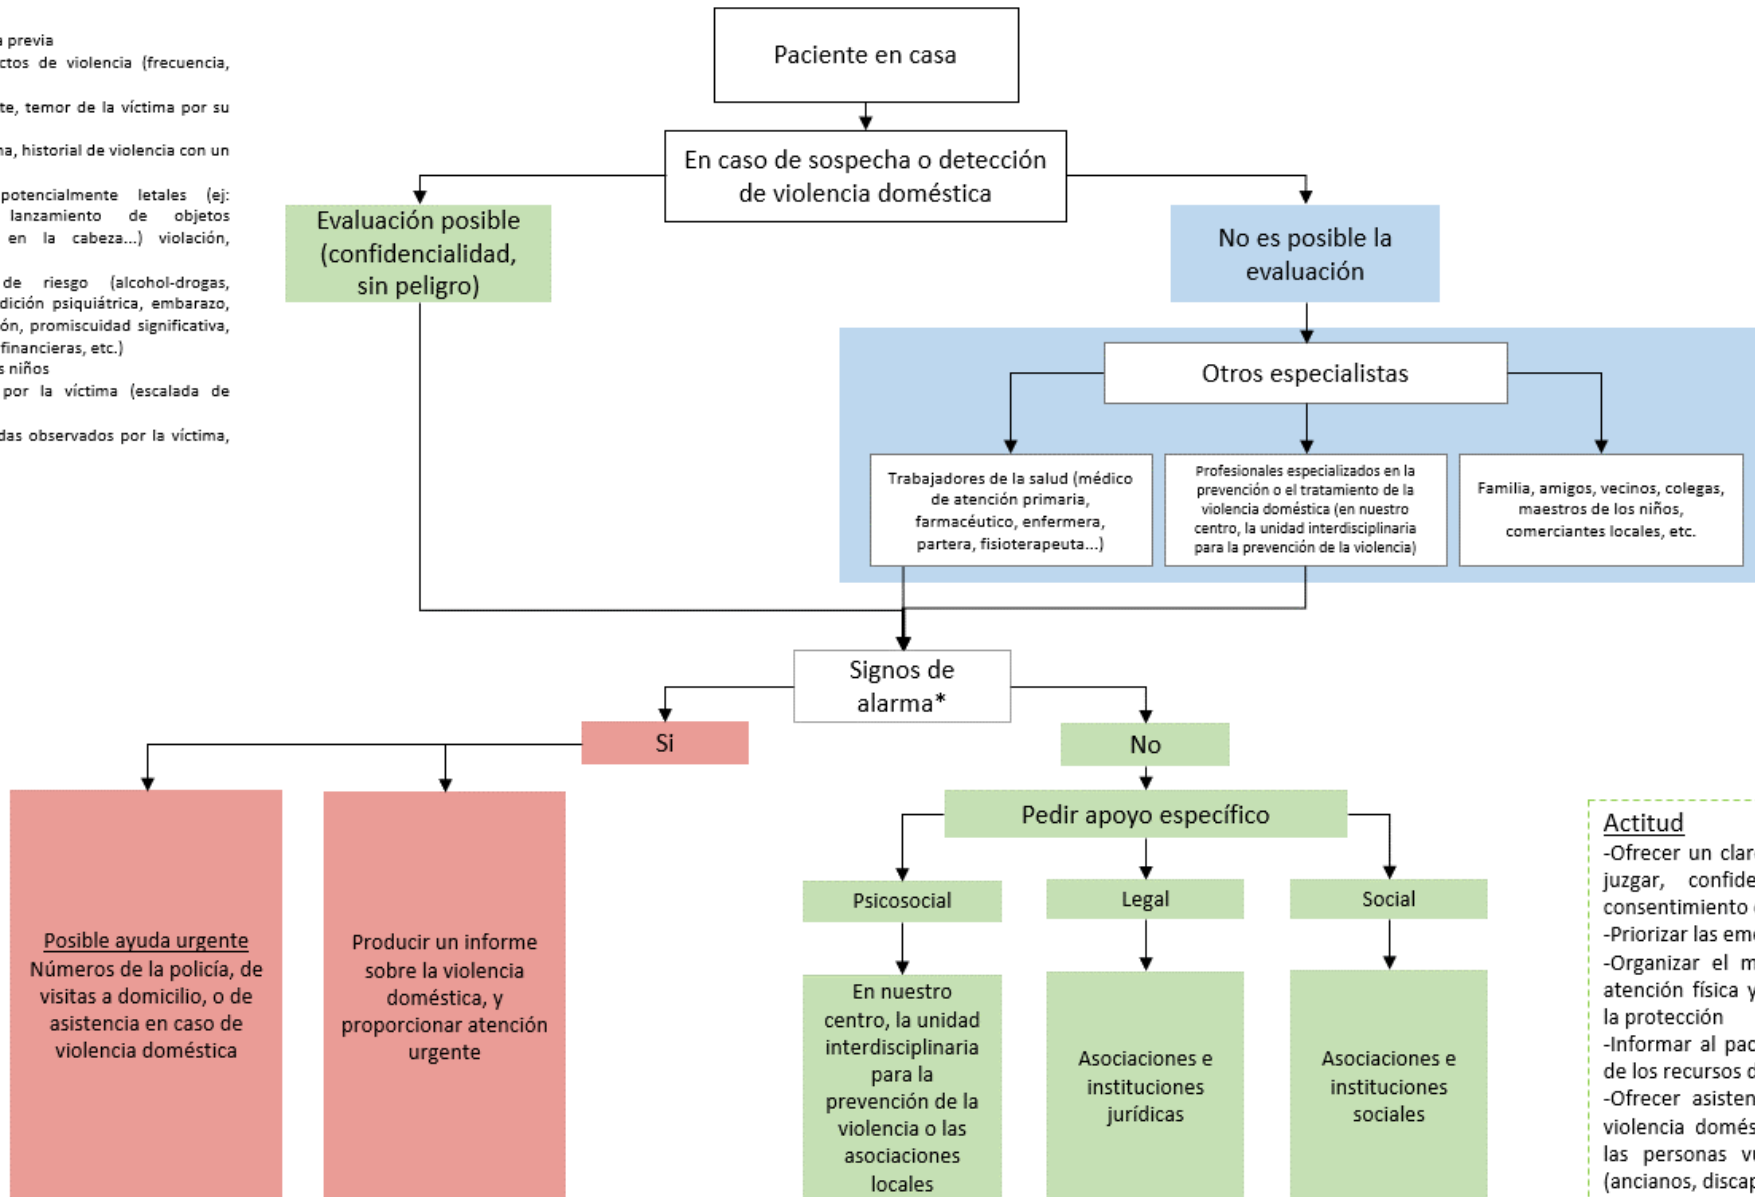 a previa
ctos de violencia (frecuencia,
te, temor de la víctima por su
na, historial de violencia con un
potencialmente letales (ej:
lanzamiento de objetos
en la cabeza...) violación,
de riesgo (alcohol-drogas,
dición psiquiátrica, embarazo,
ón, promiscuidad significativa,
financieras, etc.)
s niños
por la víctima (escalada de
das observados por la víctima,
Paciente en casa
En caso de sospecha o detección
de violencia doméstica
Evaluación posible
(confidencialidad,
sin peligro)
No es posible la
evaluación
Otros especialistas
Trabajadores de la salud (médico
de atención primaria,
farmacéutico, enfermera,
partera, fisioterapeuta...)
Profesionales especializados en la
prevención o el tratamiento de la
violencia doméstica (en nuestro
centro, la unidad interdisciplinaria
para la prevención de la violencia)
Familia, amigos, vecinos, colegas,
maestros de los niños,
comerciantes locales, etc.
Signos de
alarma*
Si
No
Posible ayuda urgente
Números de la policía, de
visitas a domicilio, o de
asistencia en caso de
violencia doméstica
Producir un informe
sobre la violencia
doméstica, y
proporcionar atención
urgente
Pedir apoyo específico
Psicosocial
Legal
Social
En nuestro
centro, la unidad
interdisciplinaria
para la
prevención de la
violencia o las
asociaciones
locales
Asociaciones e
instituciones
jurídicas
Asociaciones e
instituciones
sociales
Actitud
-Ofrecer un clar
juzgar, confide
consentimiento
-Priorizar las em
-Organizar el m
atención física y
la protección
-Informar al pac
de los recursos d
-Ofrecer asisten
violencia domés
las personas vu
(ancianos, discap